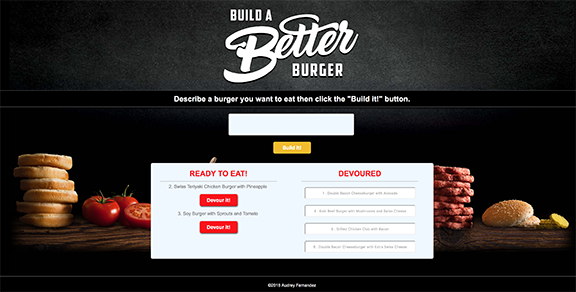 BUILD A
Better
BURGER
Describe a burger you want to eat then click the "Build it!" button.
Build It!
READY TO EAT!
2. Swiss Teriyaki Chicken Burger with Pineapple
Devour it!
3. Soy Burger with Sprouts and Tomato
Devour it!
DEVOURED
1. Double Bacon Cheeseburger with Avocado
4. Kobi Beef Burger with Mushrooms and Swiss Cheese
5. Grilled Chicken Club with Bacon
6. Double Bacon Cheeseburger with Extra Swiss Cheese
©2018 Audrey Fernandez